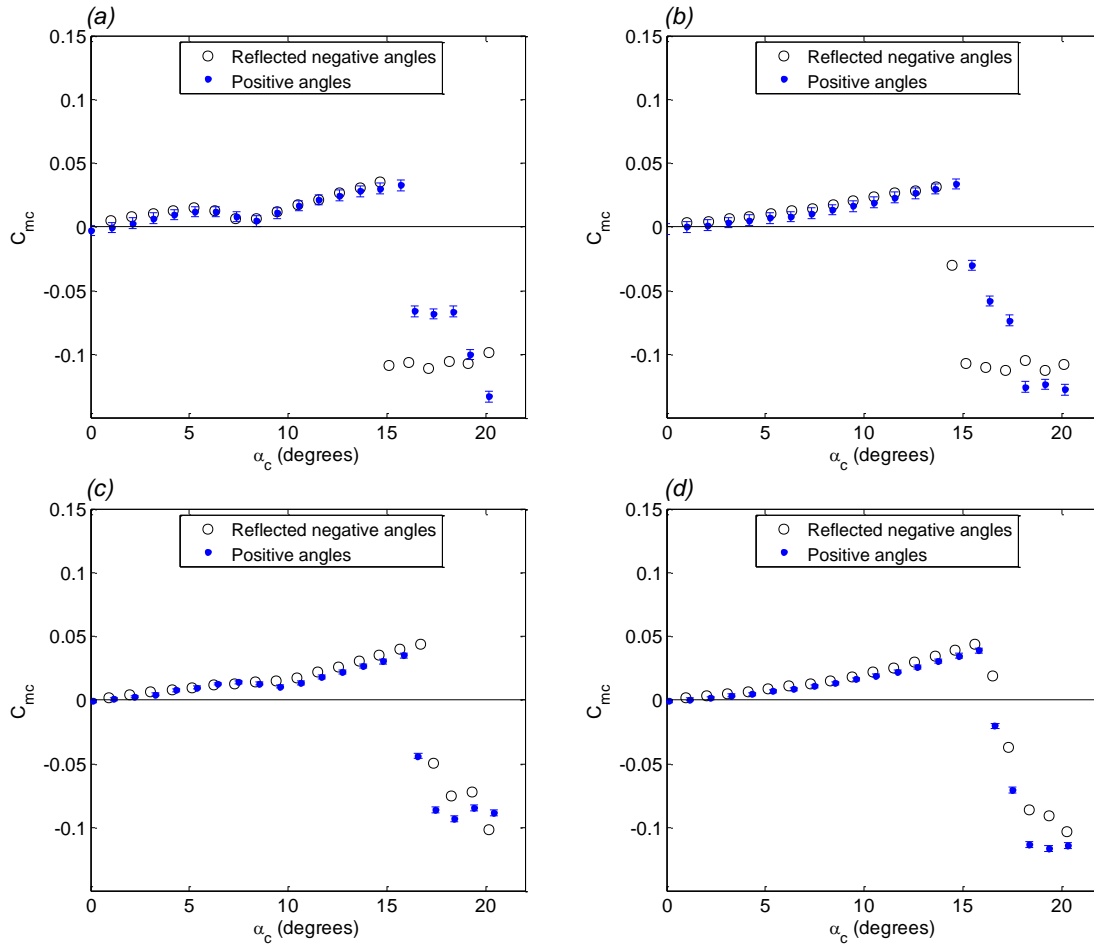 (a)
0.15
0.1
0.05
0
-0.05
-0.1
C_mc
0 5 10 15 20
α_c (degrees)
Reflected negative angles
Positive angles
(b)
0.15
0.1
0.05
0
-0.05
-0.1
C_mc
0 5 10 15 20
α_c (degrees)
Reflected negative angles
Positive angles
(c)
0.15
0.1
0.05
0
-0.05
-0.1
C_mc
0 5 10 15 20
α_c (degrees)
Reflected negative angles
Positive angles
(d)
0.15
0.1
0.05
0
-0.05
-0.1
C_mc
0 5 10 15 20
α_c (degrees)
Reflected negative angles
Positive angles